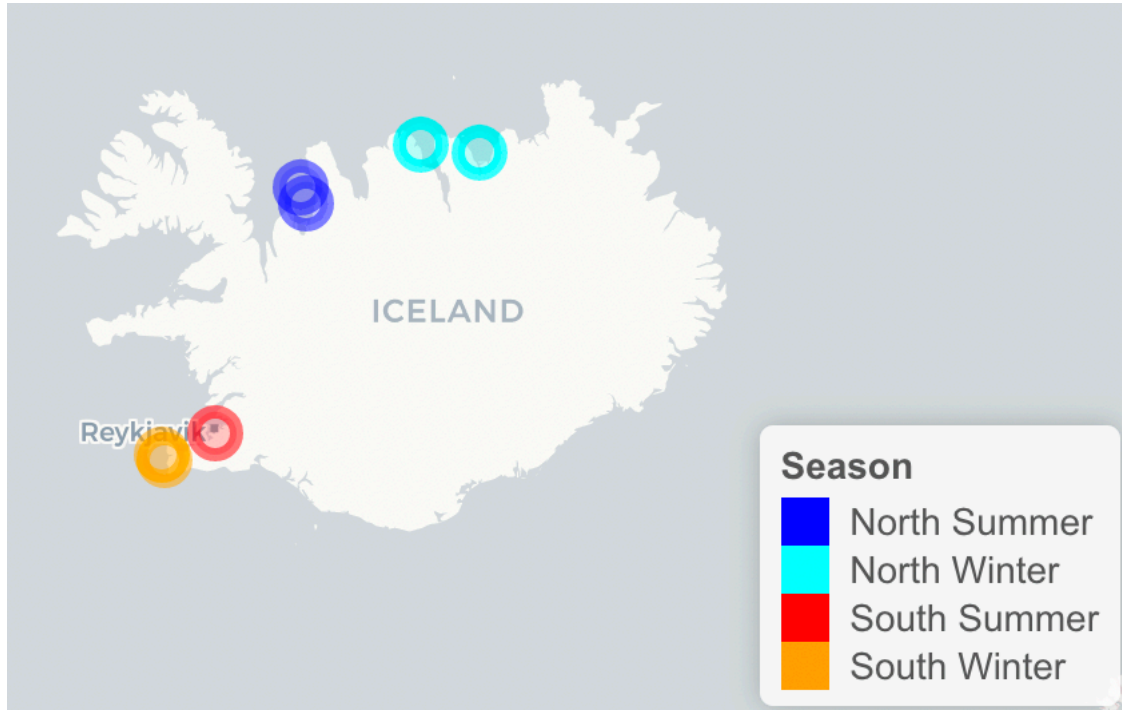 ICELAND
Reykjavik
Season
North Summer
North Winter
South Summer
South Winter